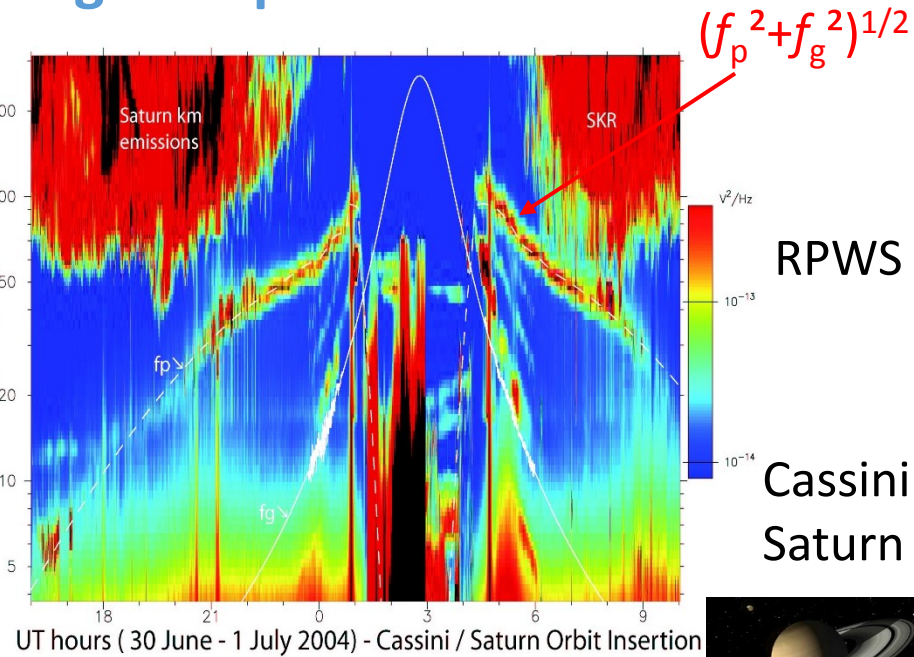 (fₚ²+f_g²)1/2
Saturn km
emissions
SKR
fp
fg
00
00
50
20
10
5
V²/Hz
10⁻¹³
10⁻¹⁴
RPWS
Cassini
Saturn
18
21
0
3
6
9
UT hours ( 30 June - 1 July 2004) - Cassini / Saturn Orbit Insertion